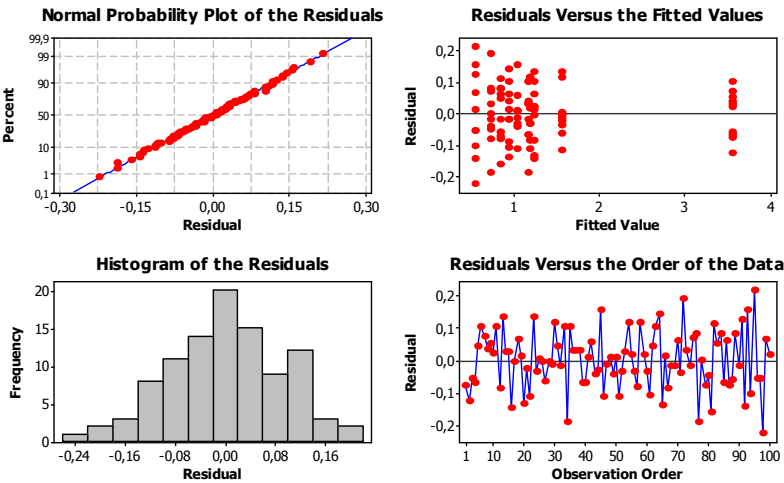 Normal Probability Plot of the Residuals
99,9
99
90
50
10
1
0,1
Percent
-0,30 -0,15 0,00 0,15 0,30
Residual
Residuals Versus the Fitted Values
0,2
0,1
0,0
-0,1
-0,2
Residual
1 2 3 4
Fitted Value
Histogram of the Residuals
20
15
10
5
0
Frequency
-0,24 -0,16 -0,08 0,00 0,08 0,16
Residual
Residuals Versus the Order of the Data
0,2
0,1
0,0
-0,1
-0,2
Residual
1 10 20 30 40 50 60 70 80 90 100
Observation Order